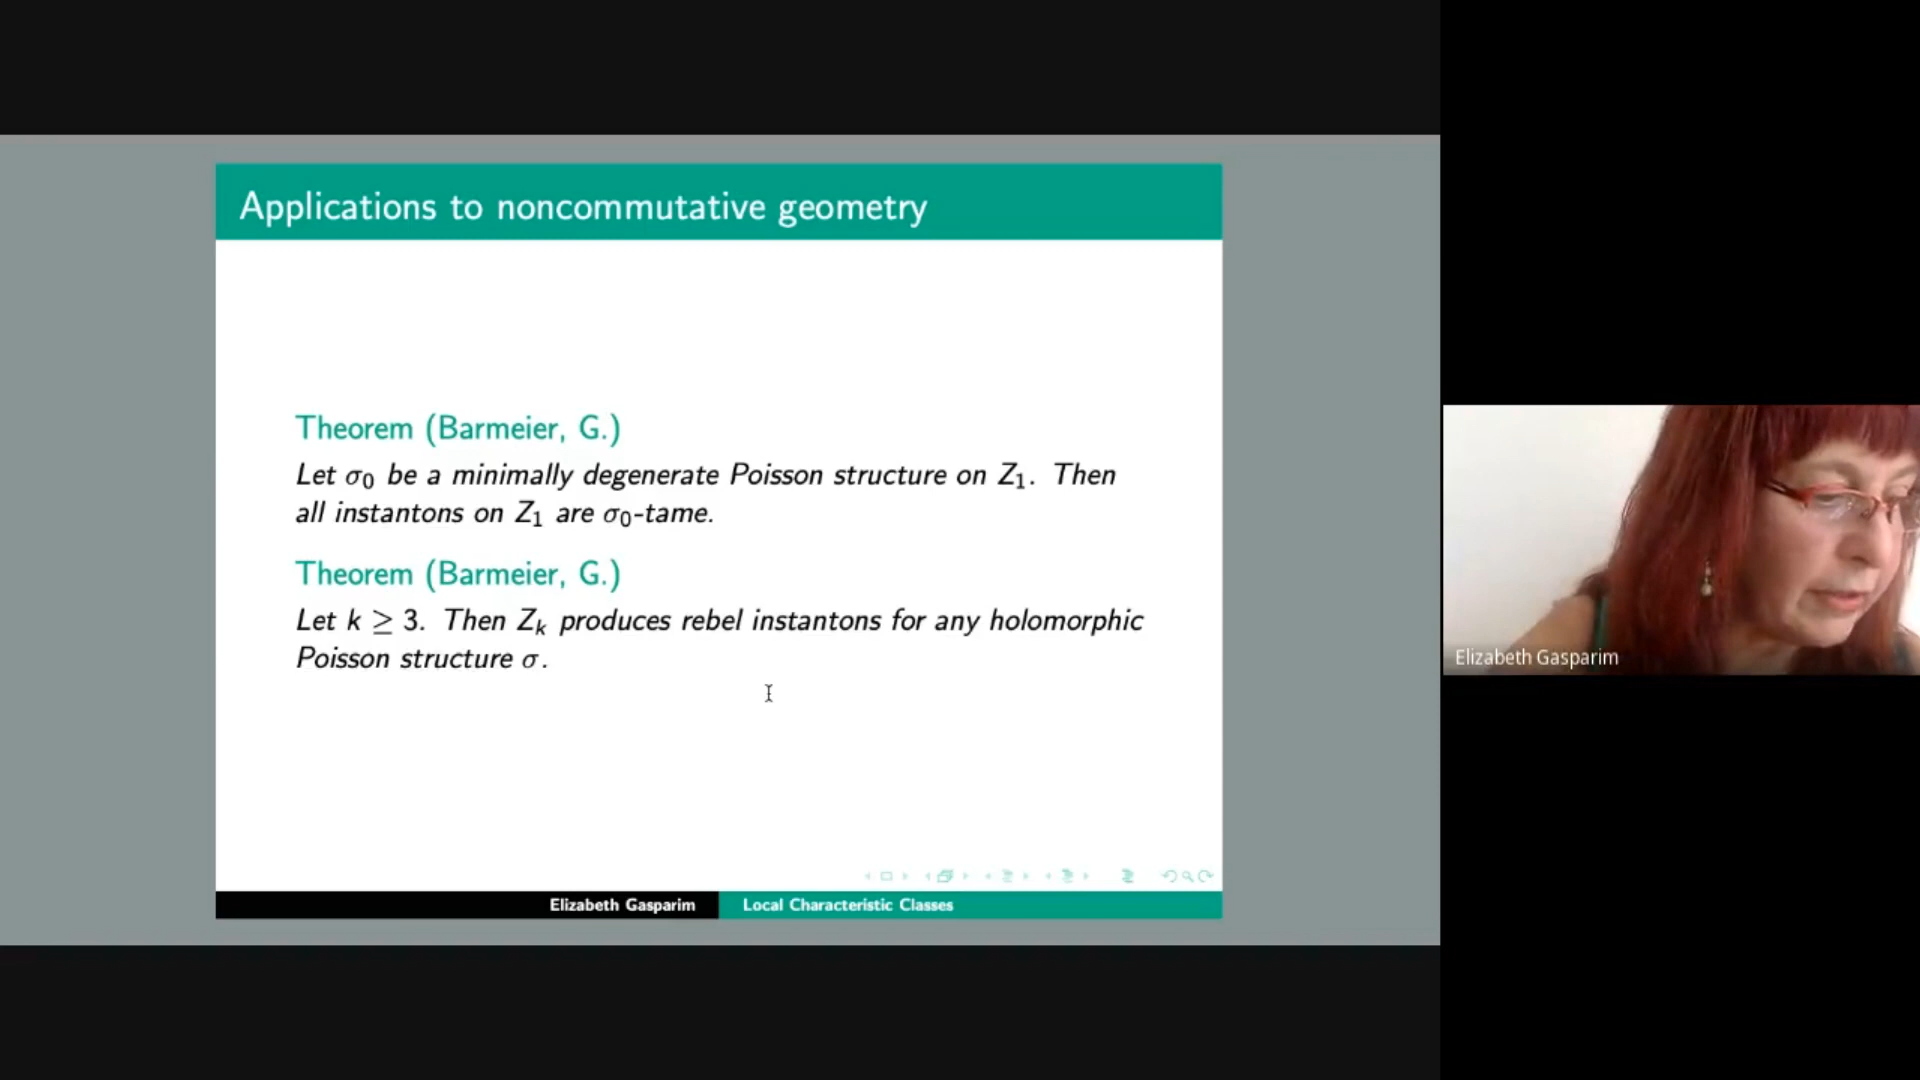 Applications to noncommutative geometry
Theorem (Barmeier, G.)
Let σ₀ be a minimally degenerate Poisson structure on Z₁. Then
all instantons on Z₁ are σ₀-tame.
Theorem (Barmeier, G.)
Let k ≥ 3. Then Zₖ produces rebel instantons for any holomorphic
Poisson structure σ.
Elizabeth Gasparim
Local Characteristic Classes
Elizabeth Gasparim